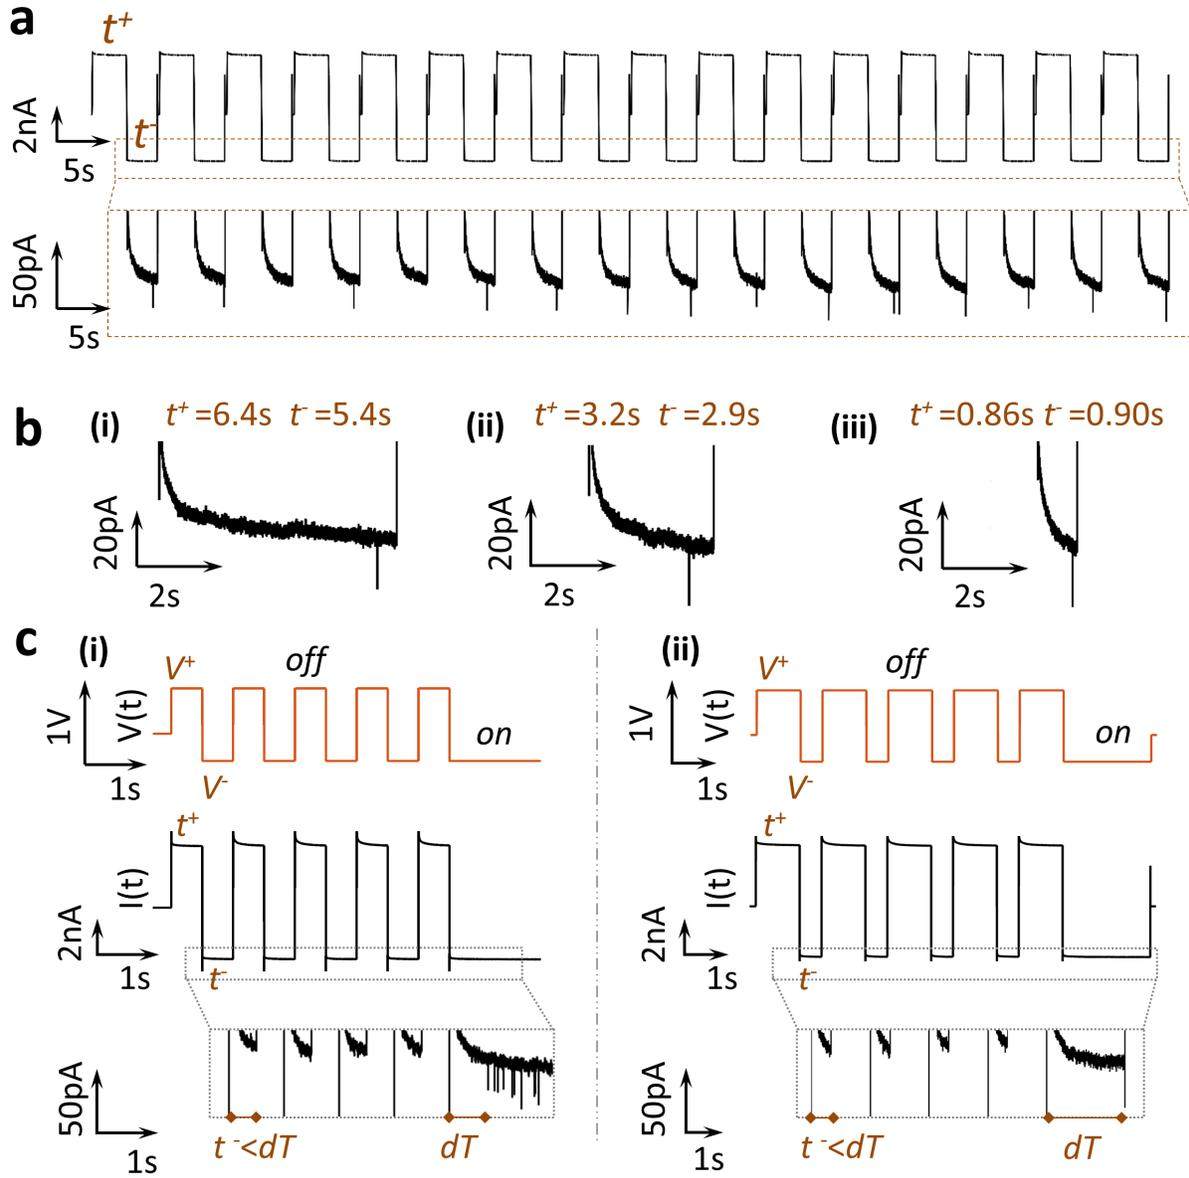 a
t+
2nA
t-
5s
50pA
5s
b
(i)
t+ =6.4s t- =5.4s
(ii)
t+ =3.2s t- =2.9s
(iii)
t+ =0.86s t- =0.90s
20pA
2s
20pA
2s
20pA
2s
c
(i)
V+
off
1V
V(t)
on
1s
V-
t+
I(t)
2nA
1s
t-
50pA
1s
t -<dT
dT
(ii)
V+
off
1V
V(t)
on
1s
V-
t+
I(t)
2nA
1s
t-
50pA
1s
t -<dT
dT